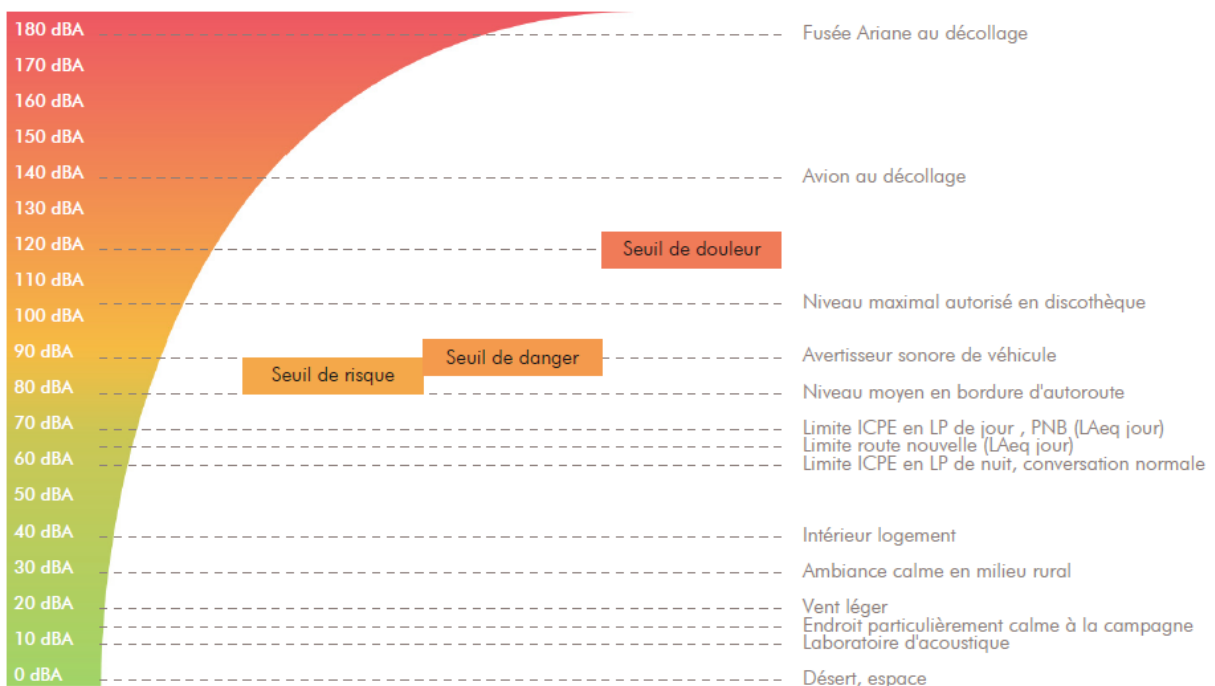 180 dBA Fusée Ariane au décollage
170 dBA
160 dBA
150 dBA
140 dBA Avion au décollage
130 dBA
120 dBA Seuil de douleur
110 dBA
Niveau maximal autorisé en discothèque
100 dBA
90 dBA Seuil de danger Avertisseur sonore de véhicule
Seuil de risque
80 dBA Niveau moyen en bordure d'autoroute
70 dBA Limite ICPE en LP de jour , PNB (LAeq jour)
Limite route nouvelle (LAeq jour)
60 dBA Limite ICPE en LP de nuit, conversation normale
50 dBA
40 dBA Intérieur logement
30 dBA Ambiance calme en milieu rural
20 dBA Vent léger
Endroit particulièrement calme à la campagne
10 dBA Laboratoire d'acoustique
0 dBA Désert, espace